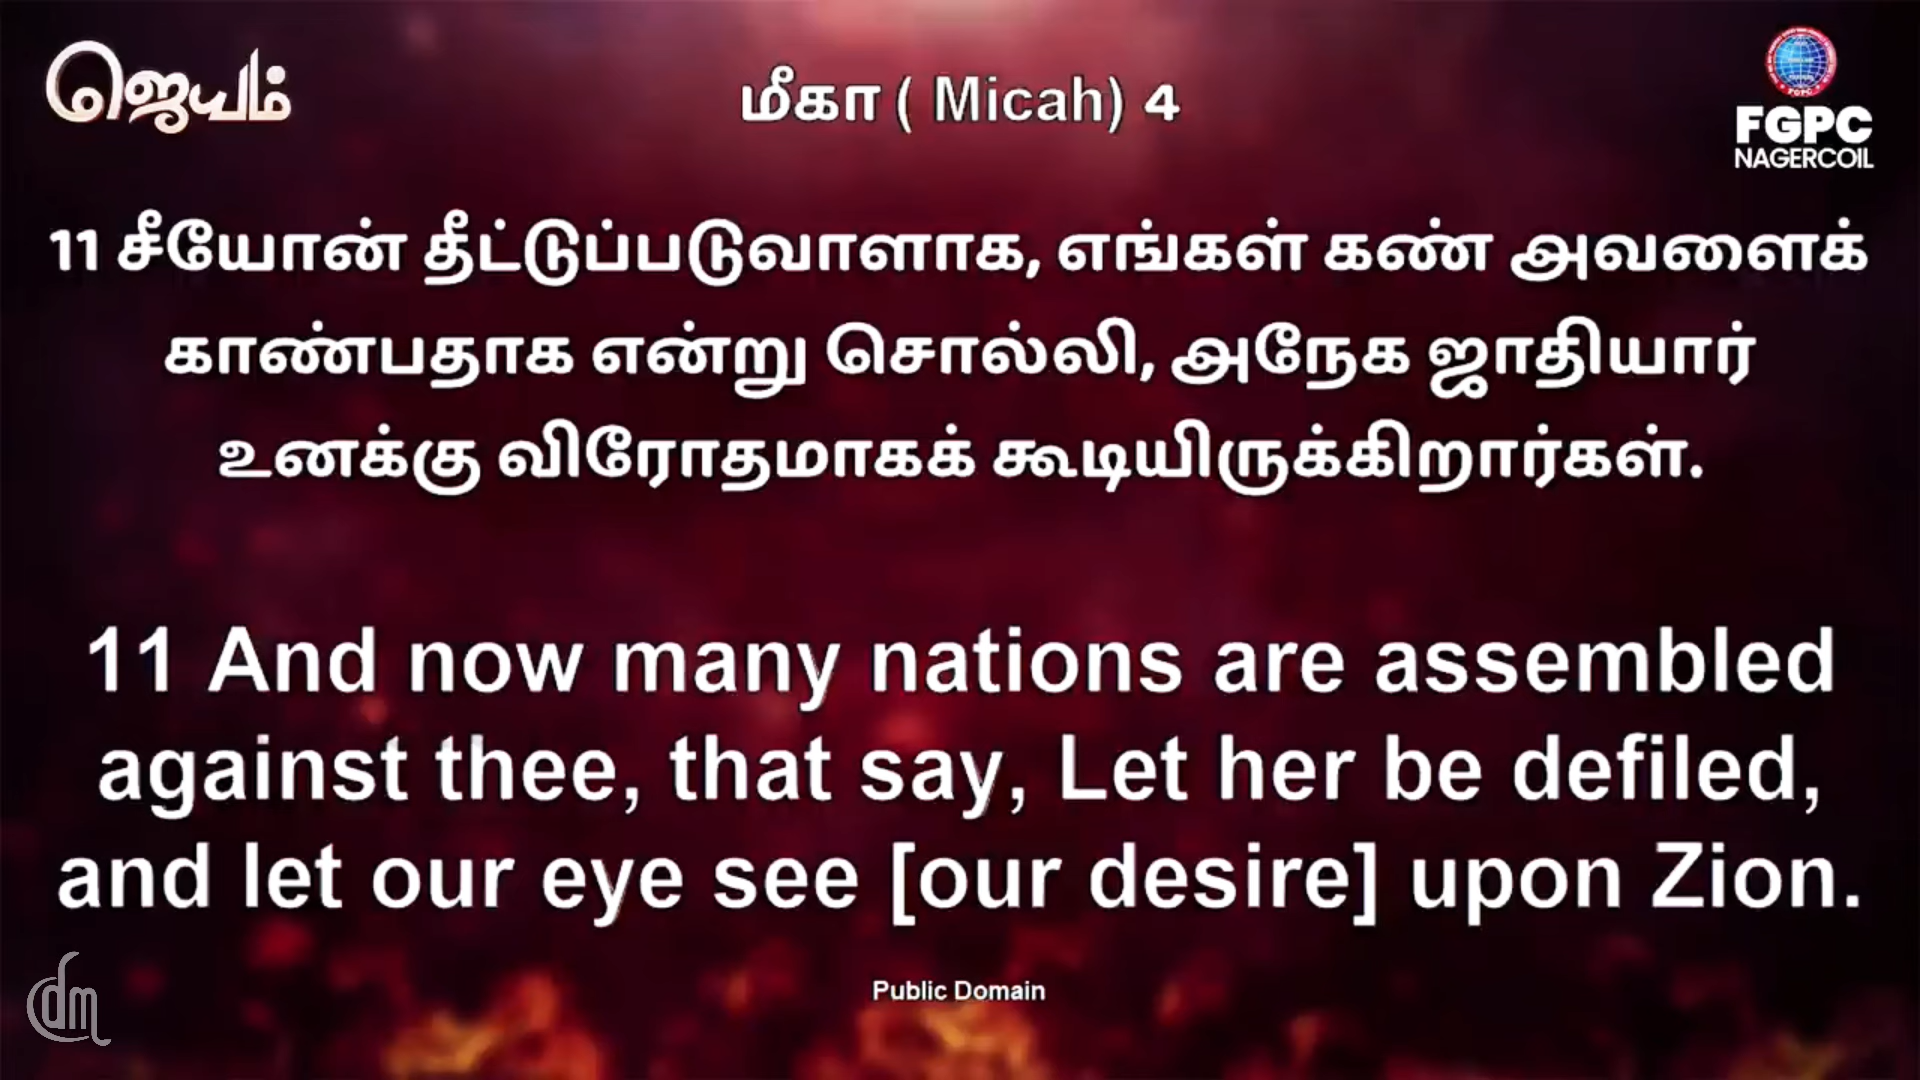 ஜெயம்
மீகா ( Micah) 4
FGPC
NAGERCOIL
11 சீயோன் தீட்டுப்படுவாளாக, எங்கள் கண் அவளைக்
காண்பதாக என்று சொல்லி, அநேக ஜாதியார்
உனக்கு விரோதமாகக் கூடியிருக்கிறார்கள்.
11 And now many nations are assembled
against thee, that say, Let her be defiled,
and let our eye see [our desire] upon Zion.
dm
Public Domain